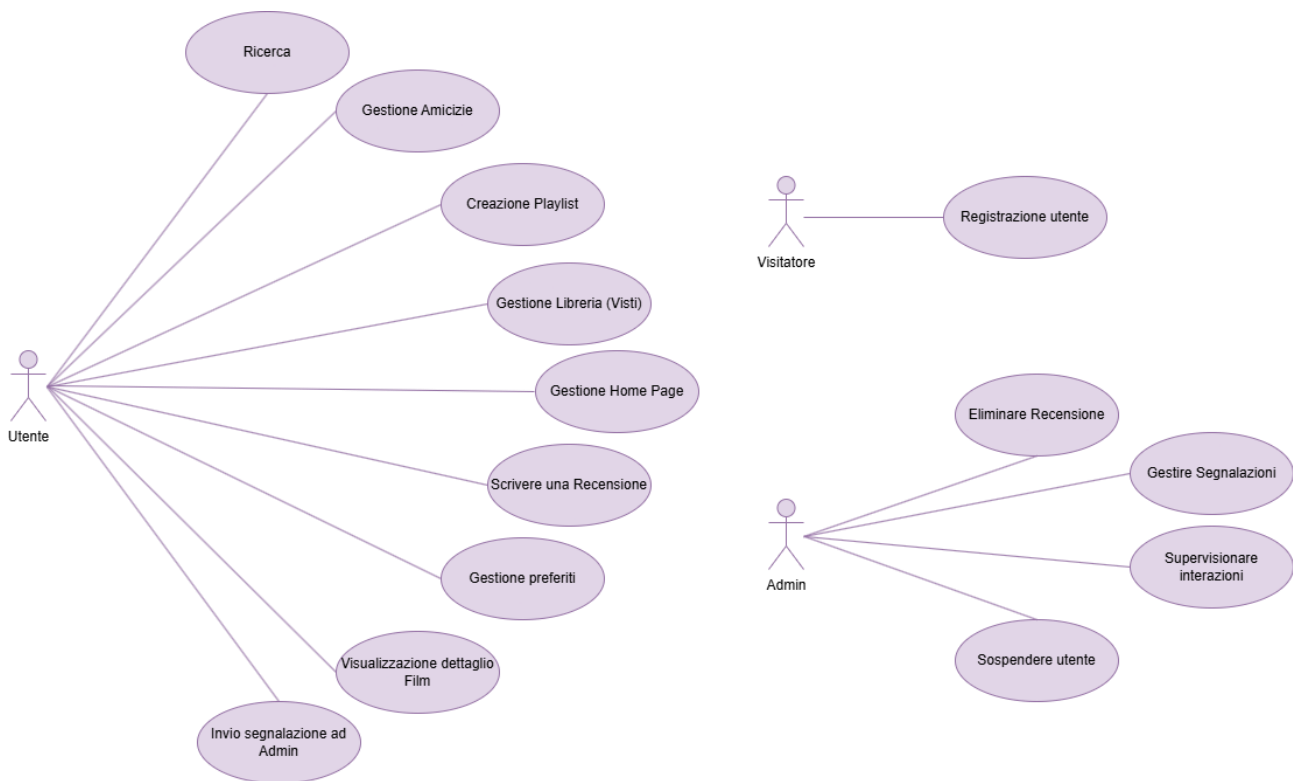 Ricerca
Gestione Amicizie
Creazione Playlist
Gestione Libreria (Visti)
Gestione Home Page
Utente
Scrivere una Recensione
Gestione preferiti
Visualizzazione dettaglio
Film
Invio segnalazione ad
Admin
Visitatore
Registrazione utente
Eliminare Recensione
Gestire Segnalazioni
Admin
Supervisionare
interazioni
Sospendere utente